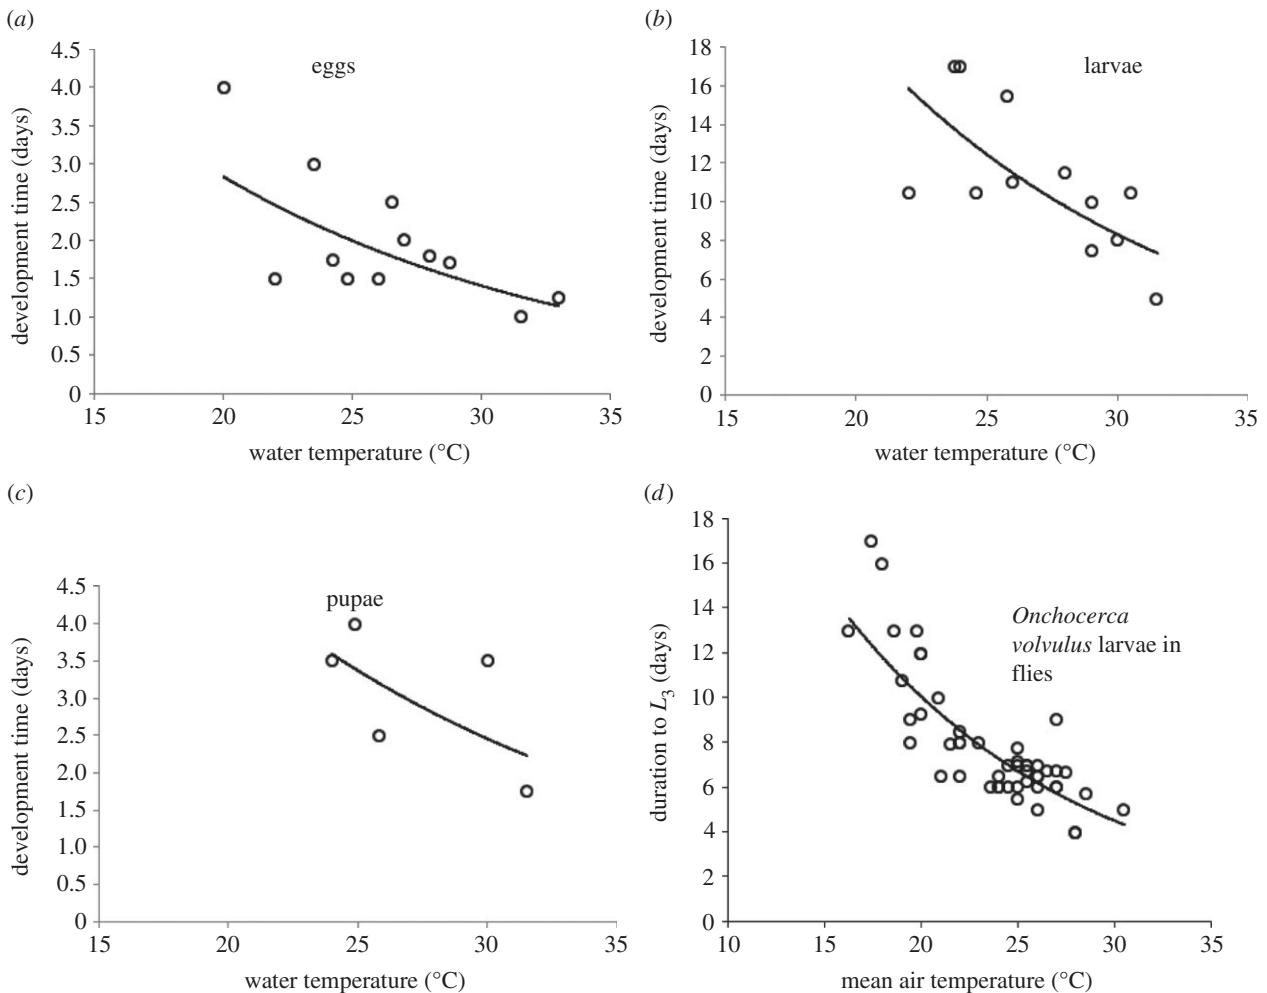 (a)
eggs
4.5
4.0
3.5
3.0
2.5
2.0
1.5
1.0
0.5
0
development time (days)
15 20 25 30 35
water temperature (°C)
(b)
larvae
18
16
14
12
10
8
6
4
2
0
development time (days)
15 20 25 30 35
water temperature (°C)
(c)
pupae
4.5
4.0
3.5
3.0
2.5
2.0
1.5
1.0
0.5
0
development time (days)
15 20 25 30 35
water temperature (°C)
(d)
18
16
14
12
10
8
6
4
2
0
duration to L3 (days)
Onchocerca
volvulus larvae in
flies
10 15 20 25 30 35
mean air temperature (°C)